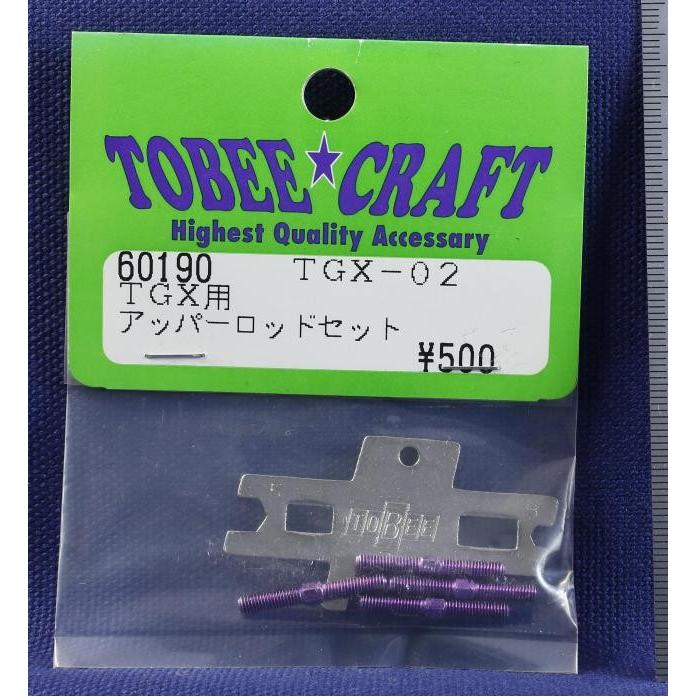 TOBEE★CRAFT
Highest Quality Accessary
60190 TGX-02
TGX用
アッパーロッドセット
¥500
TOBEE